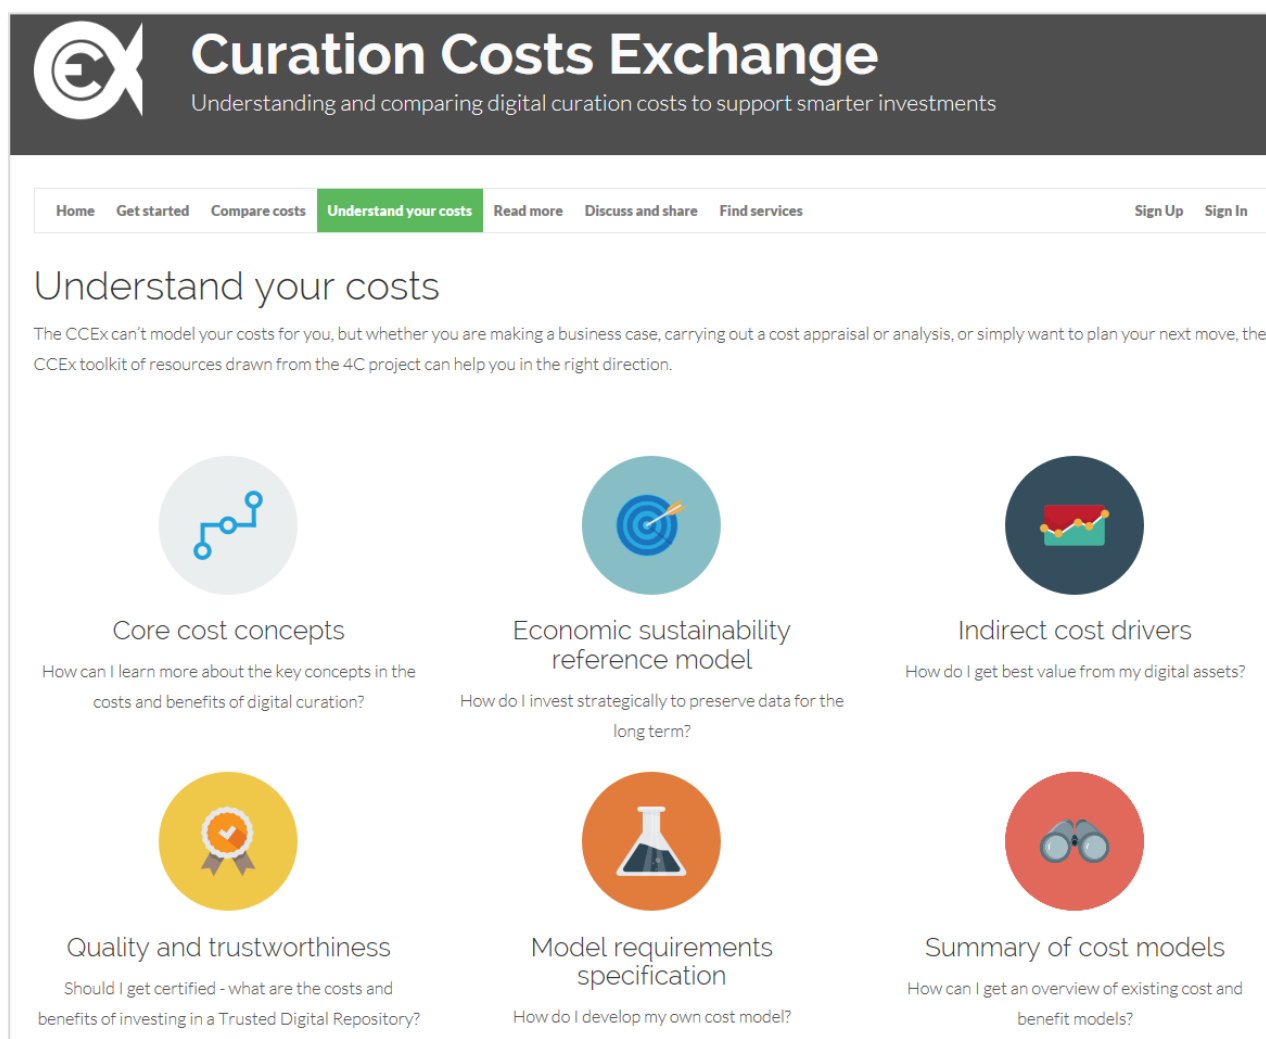 Curation Costs Exchange
Understanding and comparing digital curation costs to support smarter investments
Home Get started Compare costs Understand your costs Read more Discuss and share Find services Sign Up Sign In
Understand your costs
The CCEx can't model your costs for you, but whether you are making a business case, carrying out a cost appraisal or analysis, or simply want to plan your next move, the
CCEx toolkit of resources drawn from the 4C project can help you in the right direction.
Core cost concepts
How can I learn more about the key concepts in the
costs and benefits of digital curation?
Economic sustainability
reference model
How do I invest strategically to preserve data for the
long term?
Indirect cost drivers
How do I get best value from my digital assets?
Quality and trustworthiness
Should I get certified - what are the costs and
benefits of investing in a Trusted Digital Repository?
Model requirements
specification
How do I develop my own cost model?
Summary of cost models
How can I get an overview of existing cost and
benefit models?